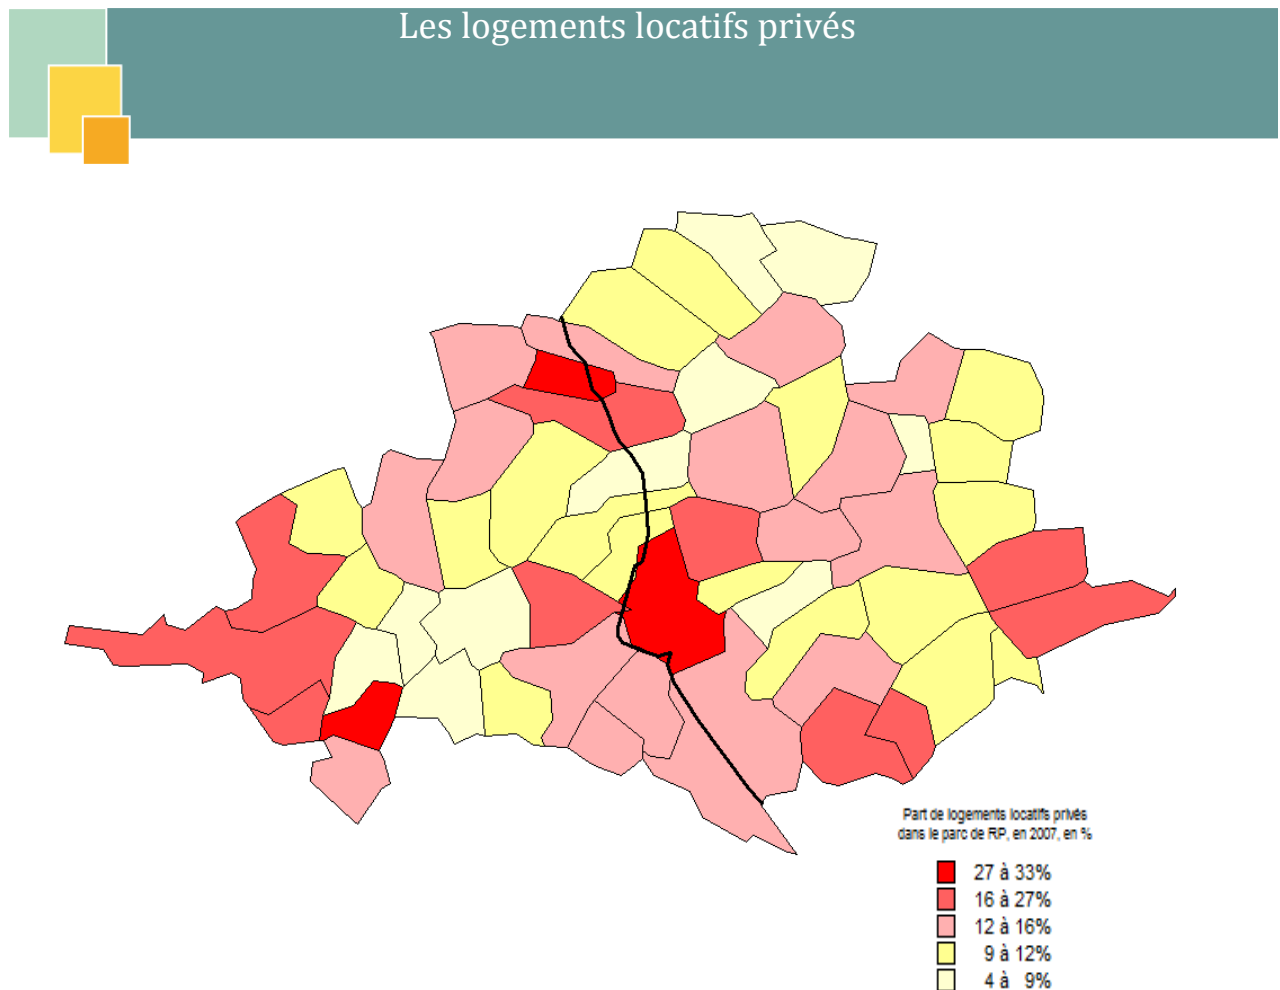 Les logements locatifs privés
Part de logements locatifs privés
dans le parc de RP, en 2007, en %
27 à 33%
16 à 27%
12 à 16%
9 à 12%
4 à 9%